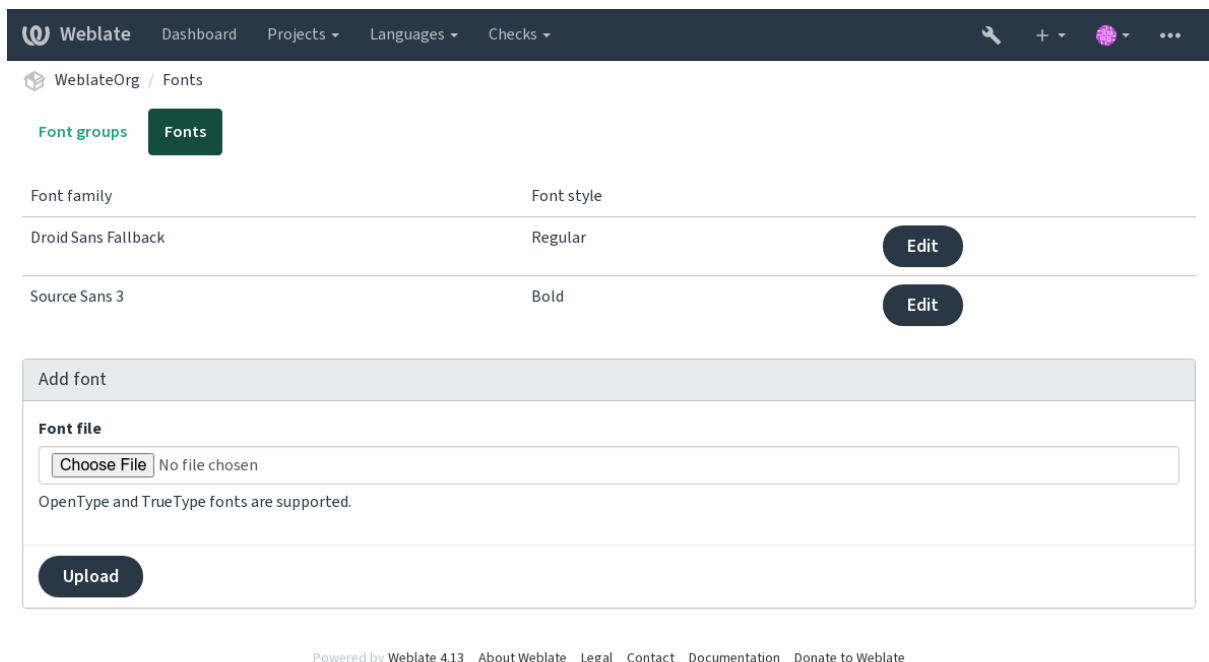 Weblate Dashboard Projects Languages Checks
WeblateOrg / Fonts
Font groups Fonts
Font family Font style
Droid Sans Fallback Regular Edit
Source Sans 3 Bold Edit
Add font
Font file
Choose File No file chosen
OpenType and TrueType fonts are supported.
Upload
Powered by Weblate 4.13 About Weblate Legal Contact Documentation Donate to Weblate